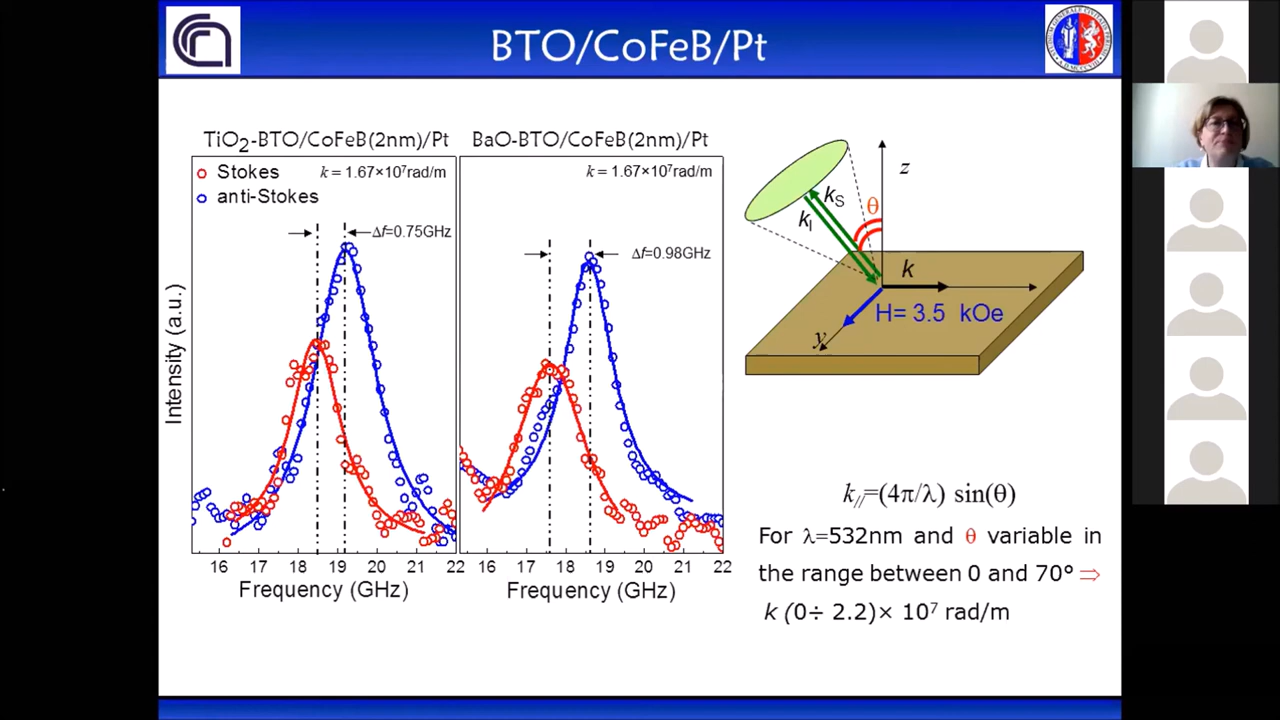 BTO/CoFeB/Pt
TiO₂-BTO/CoFeB(2nm)/Pt
Stokes
anti-Stokes
k = 1.67×10⁷rad/m
Δf=0.75GHz
BaO-BTO/CoFeB(2nm)/Pt
k = 1.67×10⁷rad/m
Δf=0.98GHz
Intensity (a.u.)
16 17 18 19 20 21 22
Frequency (GHz)
16 17 18 19 20 21 22
Frequency (GHz)
z
θ
kS
kI
k
H= 3.5 kOe
y
k//=(4π/λ) sin(θ)
For λ=532nm and θ variable in
the range between 0 and 70° ⇒
k (0÷ 2.2)× 10⁷ rad/m